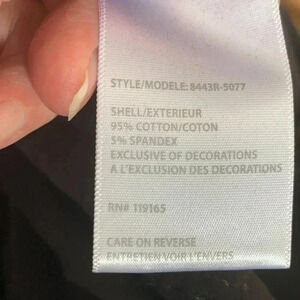 STYLE/MODELE: 8443R-5077
SHELL/EXTERIEUR
95% COTTON/COTON
5% SPANDEX
EXCLUSIVE OF DECORATIONS
A L'EXCLUSION DES DECORATIONS
RN# 119165
CARE ON REVERSE
ENTRETIEN VOIR L'ENVERS